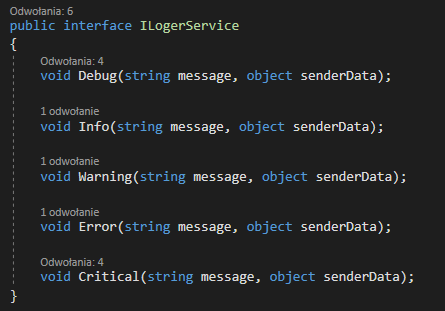 Odwołania: 6
public interface ILogerService
{
Odwołania: 4
void Debug(string message, object senderData);
1 odwołanie
void Info(string message, object senderData);
1 odwołanie
void Warning(string message, object senderData);
1 odwołanie
void Error(string message, object senderData);
Odwołania: 4
void Critical(string message, object senderData);
}